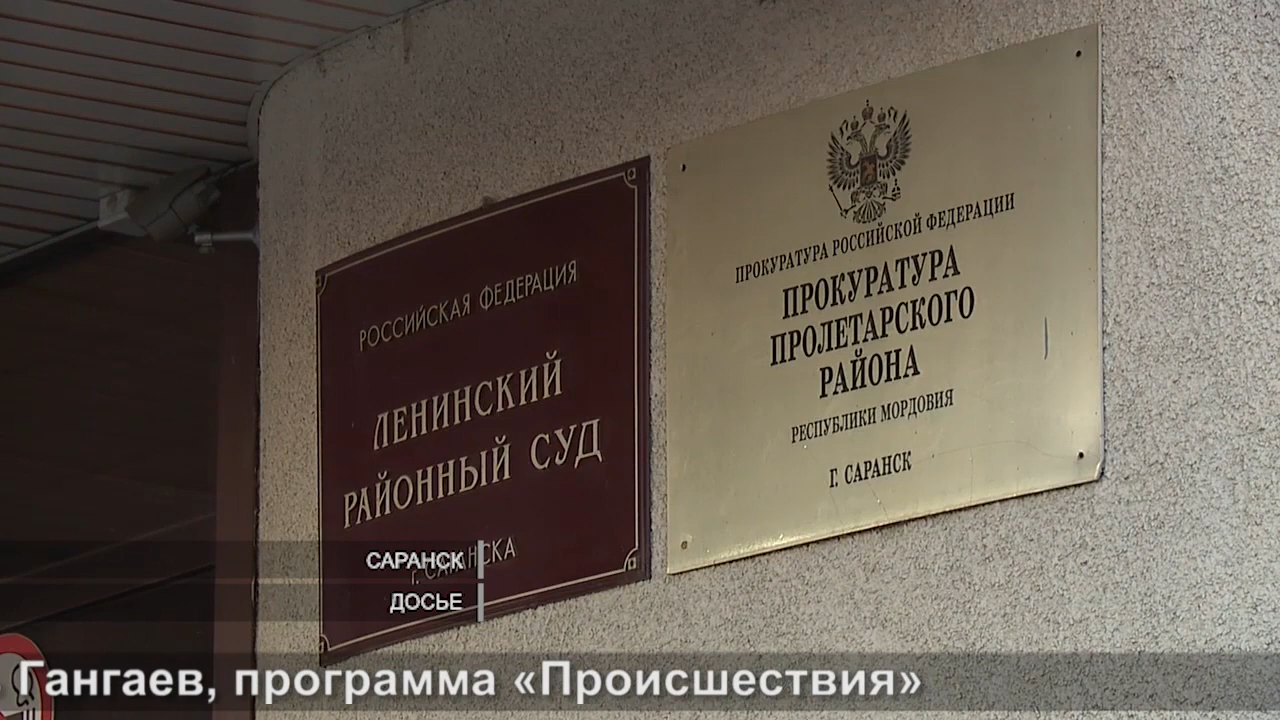 РОССИЙСКАЯ ФЕДЕРАЦИЯ
ЛЕНИНСКИЙ
РАЙОННЫЙ СУД
Г. САРАНСКА
ПРОКУРАТУРА РОССИЙСКОЙ ФЕДЕРАЦИИ
ПРОКУРАТУРА
ПРОЛЕТАРСКОГО
РАЙОНА
РЕСПУБЛИКИ МОРДОВИЯ
Г. САРАНСК
САРАНСК
ДОСЬЕ
Гангаев, программа «Происшествия»